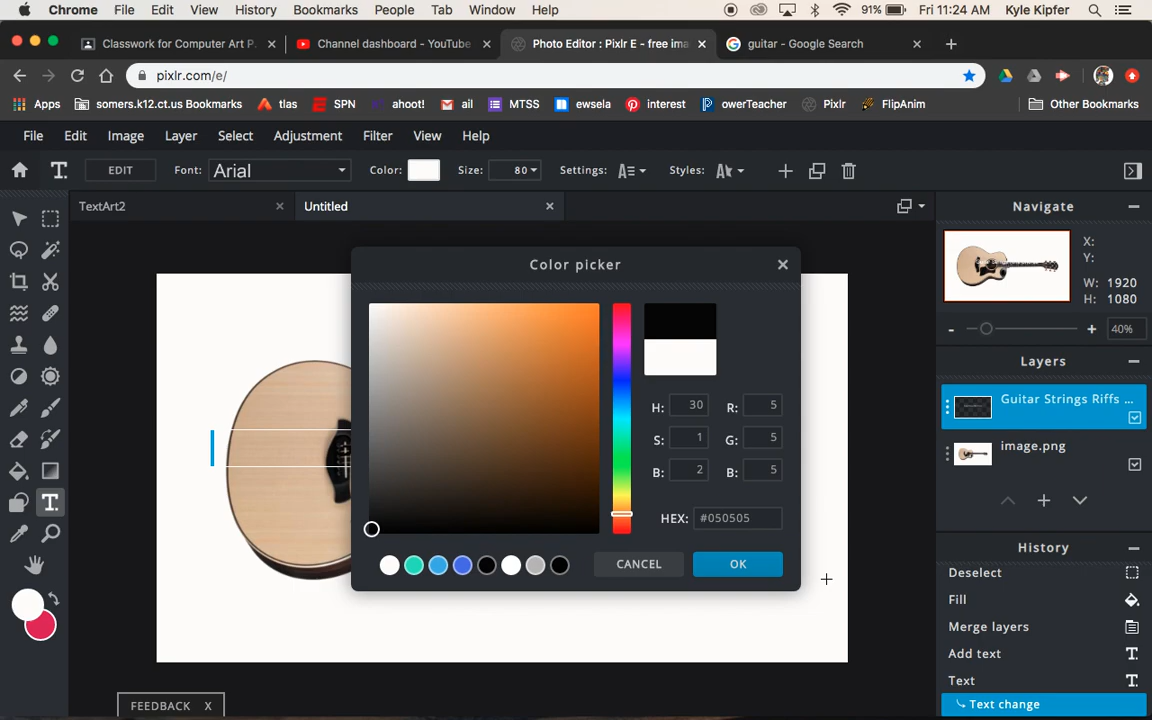 Chrome File Edit View History Bookmarks People Tab Window Help 91% Fri 11:24 AM Kyle Kipfer
Classwork for Computer Art P Channel dashboard - YouTube Photo Editor : Pixlr E - free ima guitar - Google Search
pixlr.com/e/
Apps somers.k12.ct.us Bookmarks tlas SPN ahoot! ail MTSS ewsela interest owerTeacher Pixlr FlipAnim Other Bookmarks
File Edit Image Layer Select Adjustment Filter View Help
EDIT Font: Arial Color: Size: 80 Settings: Styles:
TextArt2 Untitled
Navigate
X:
Y:
W: 1920
H: 1080
- + 40%
Layers
Guitar Strings Riffs ...
image.png
History
Deselect
Fill
Merge layers
Add text
Text
Text change
Color picker
H: 30 R: 5
S: 1 G: 5
B: 2 B: 5
HEX: #050505
CANCEL OK
FEEDBACK X